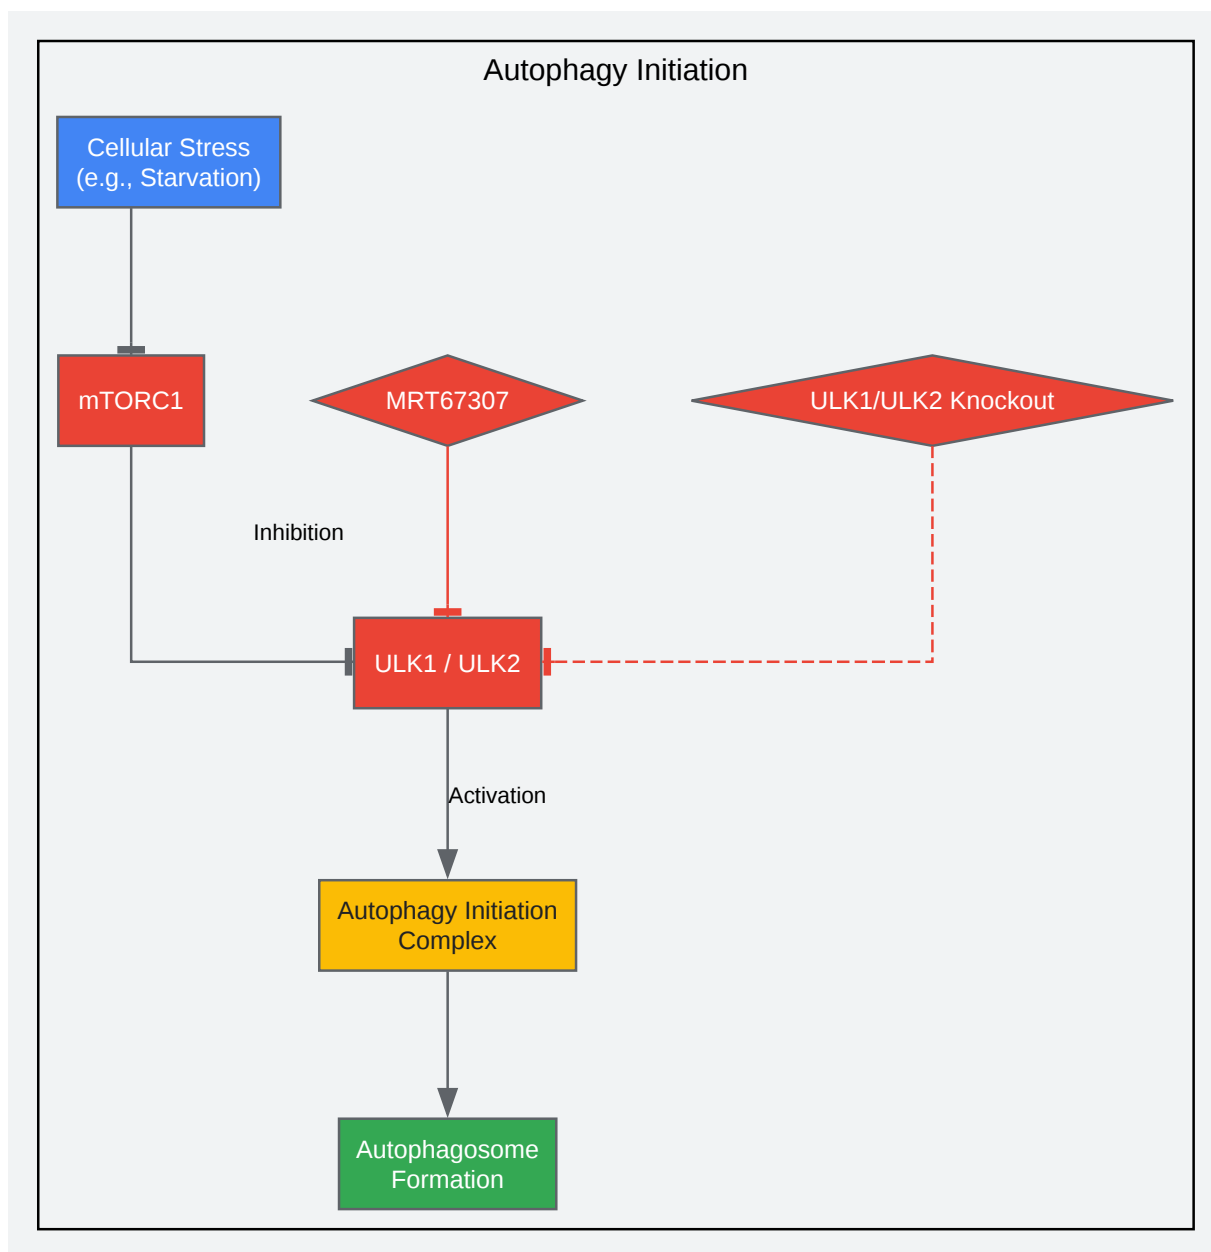 Autophagy Initiation
Cellular Stress
(e.g., Starvation)
mTORC1
MRT67307
ULK1/ULK2 Knockout
Inhibition
ULK1 / ULK2
Activation
Autophagy Initiation
Complex
Autophagosome
Formation